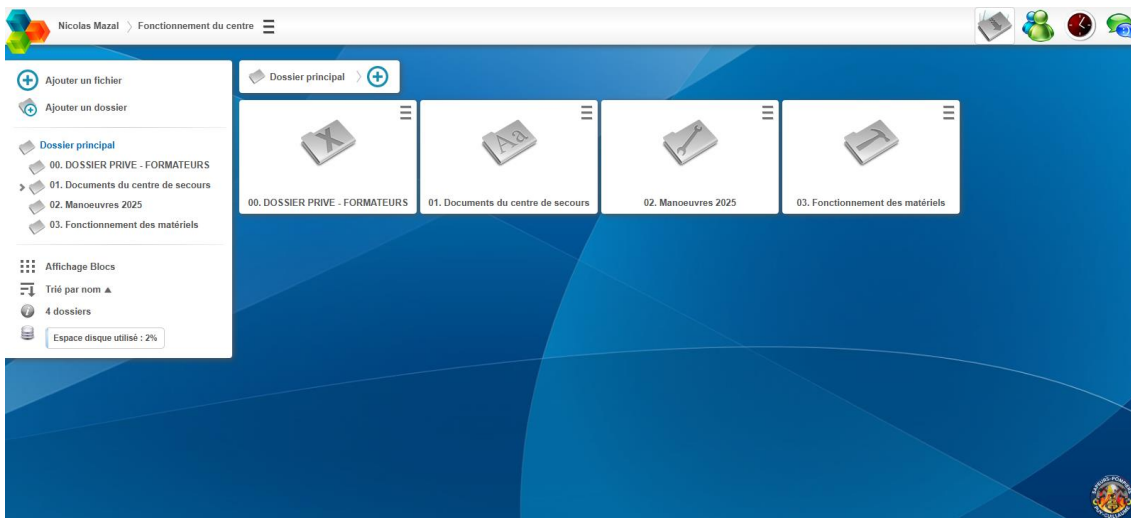 Nicolas Mazal > Fonctionnement du centre
Ajouter un fichier
Ajouter un dossier
Dossier principal
00. DOSSIER PRIVE - FORMATEURS
01. Documents du centre de secours
02. Manoeuvres 2025
03. Fonctionnement des matériels
Affichage Blocs
Trié par nom
4 dossiers
Espace disque utilisé : 2%
Dossier principal
X
00. DOSSIER PRIVE - FORMATEURS
Aa
01. Documents du centre de secours
02. Manoeuvres 2025
03. Fonctionnement des matériels